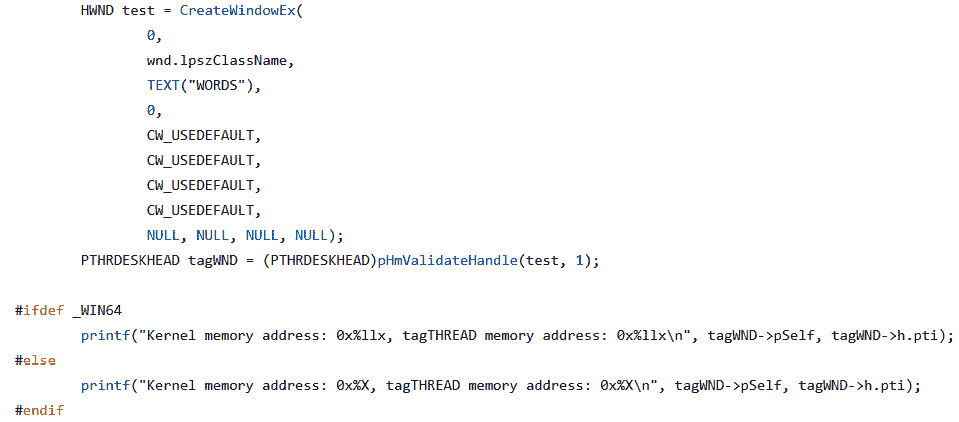 HWND test = CreateWindowEx(
0,
wnd.lpszClassName,
TEXT("WORDS"),
0,
CW_USEDEFAULT,
CW_USEDEFAULT,
CW_USEDEFAULT,
CW_USEDEFAULT,
NULL, NULL, NULL, NULL);
PTHRDESKHEAD tagWND = (PTHRDESKHEAD)pHmValidateHandle(test, 1);
#ifdef _WIN64
printf("Kernel memory address: 0x%llx, tagTHREAD memory address: 0x%llx\n", tagWND->pSelf, tagWND->h.pti);
#else
printf("Kernel memory address: 0x%X, tagTHREAD memory address: 0x%X\n", tagWND->pSelf, tagWND->h.pti);
#endif